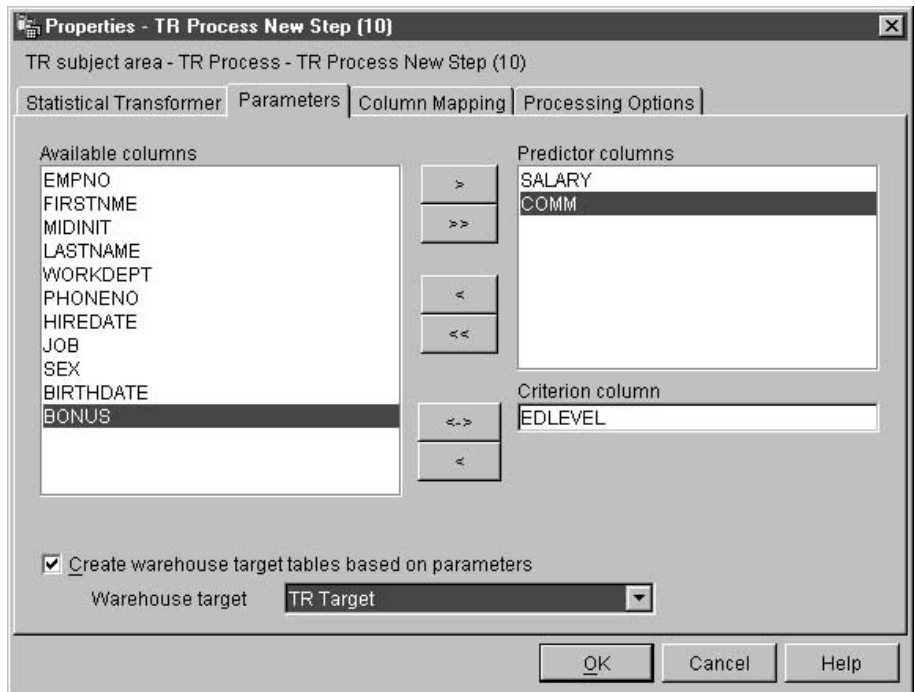 Properties - TR Process New Step (10)
TR subject area - TR Process - TR Process New Step (10)
Statistical Transformer Parameters Column Mapping Processing Options
Available columns
EMPNO
FIRSTNME
MIDINIT
LASTNAME
WORKDEPT
PHONENO
HIREDATE
JOB
SEX
BIRTHDATE
BONUS
>
>>
<
<<
<->
<
Predictor columns
SALARY
COMM
Criterion column
EDLEVEL
Create warehouse target tables based on parameters
Warehouse target TR Target
OK Cancel Help